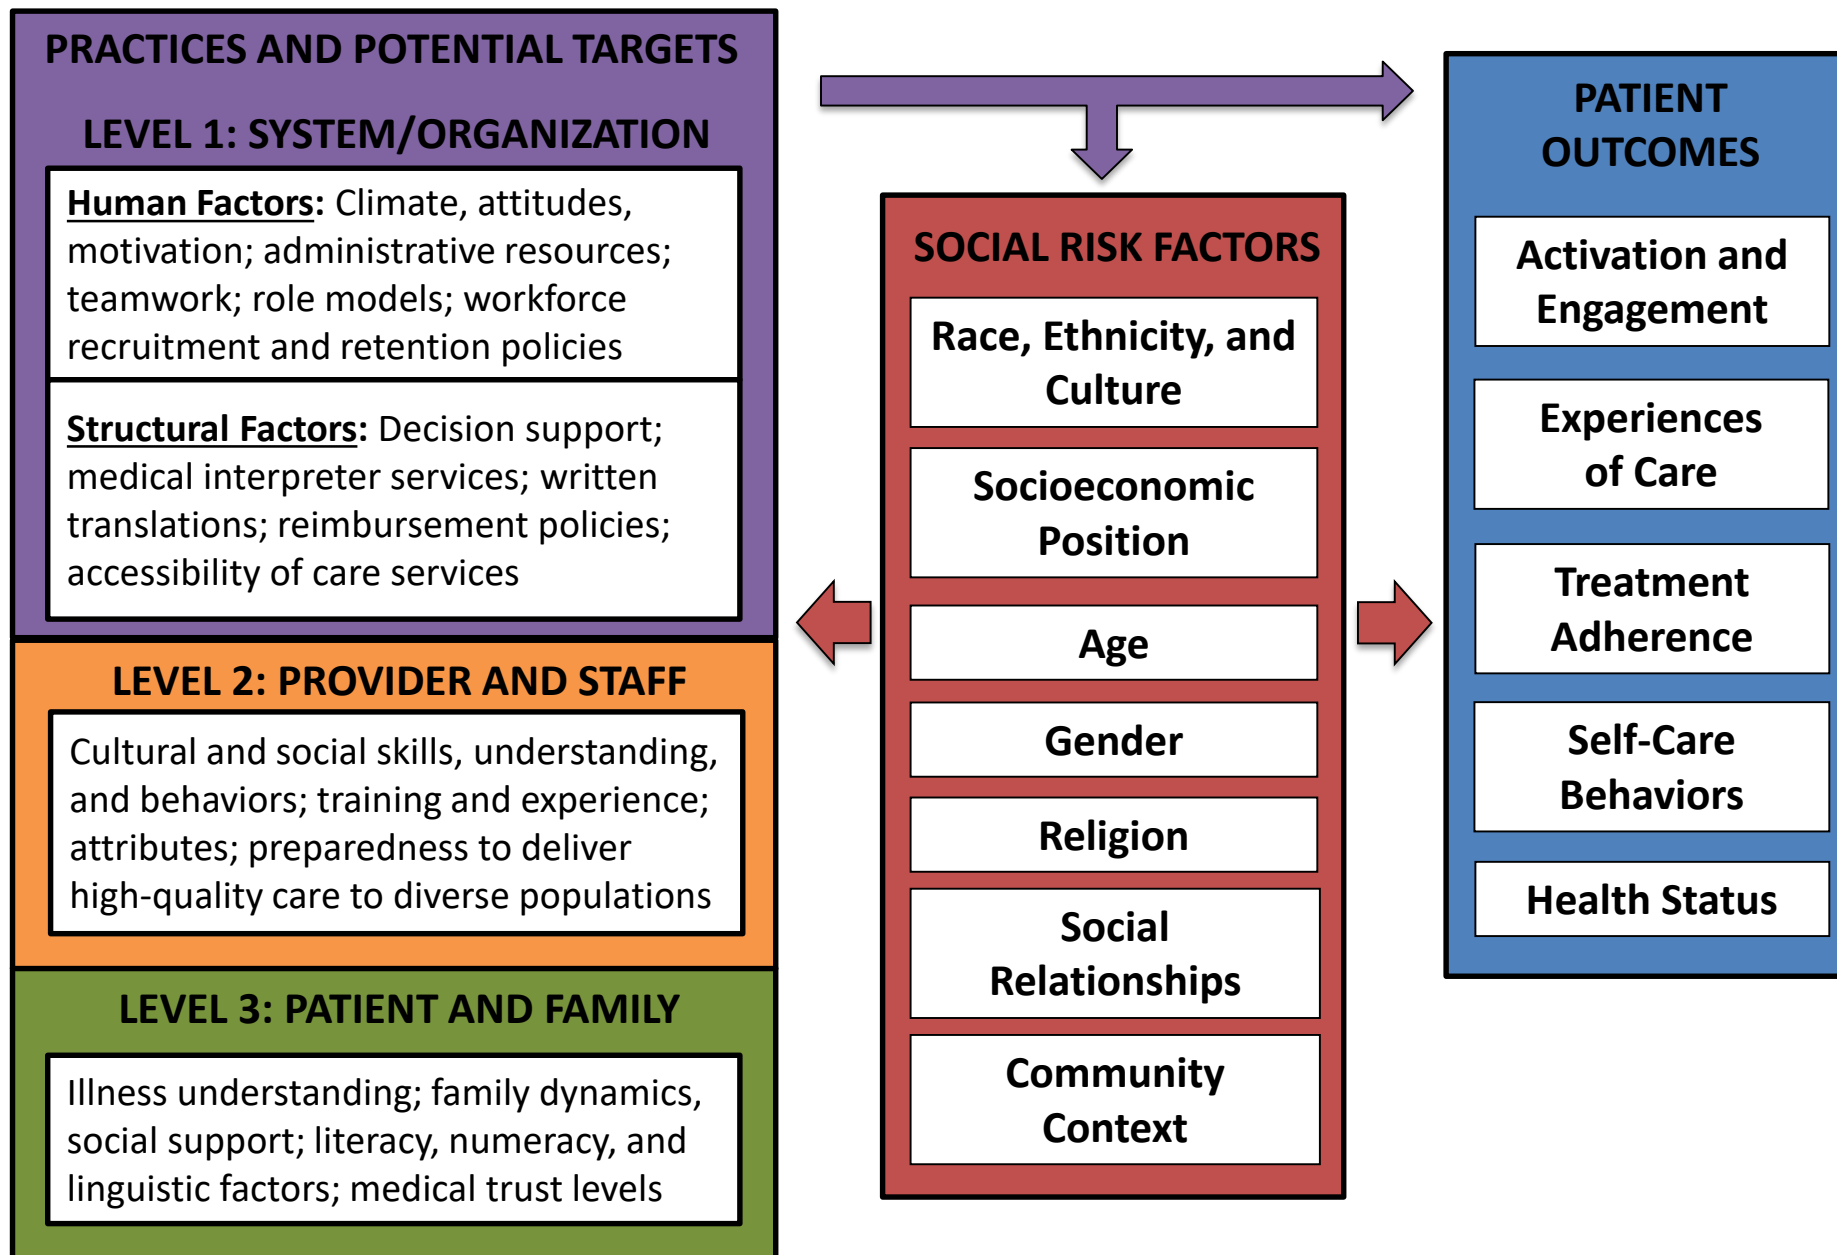 PRACTICES AND POTENTIAL TARGETS
LEVEL 1: SYSTEM/ORGANIZATION
Human Factors: Climate, attitudes,
motivation; administrative resources;
teamwork; role models; workforce
recruitment and retention policies
Structural Factors: Decision support;
medical interpreter services; written
translations; reimbursement policies;
accessibility of care services
LEVEL 2: PROVIDER AND STAFF
Cultural and social skills, understanding,
and behaviors; training and experience;
attributes; preparedness to deliver
high-quality care to diverse populations
LEVEL 3: PATIENT AND FAMILY
Illness understanding; family dynamics,
social support; literacy, numeracy, and
linguistic factors; medical trust levels
SOCIAL RISK FACTORS
Race, Ethnicity, and
Culture
Socioeconomic
Position
Age
Gender
Religion
Social
Relationships
Community
Context
PATIENT
OUTCOMES
Activation and
Engagement
Experiences
of Care
Treatment
Adherence
Self-Care
Behaviors
Health Status